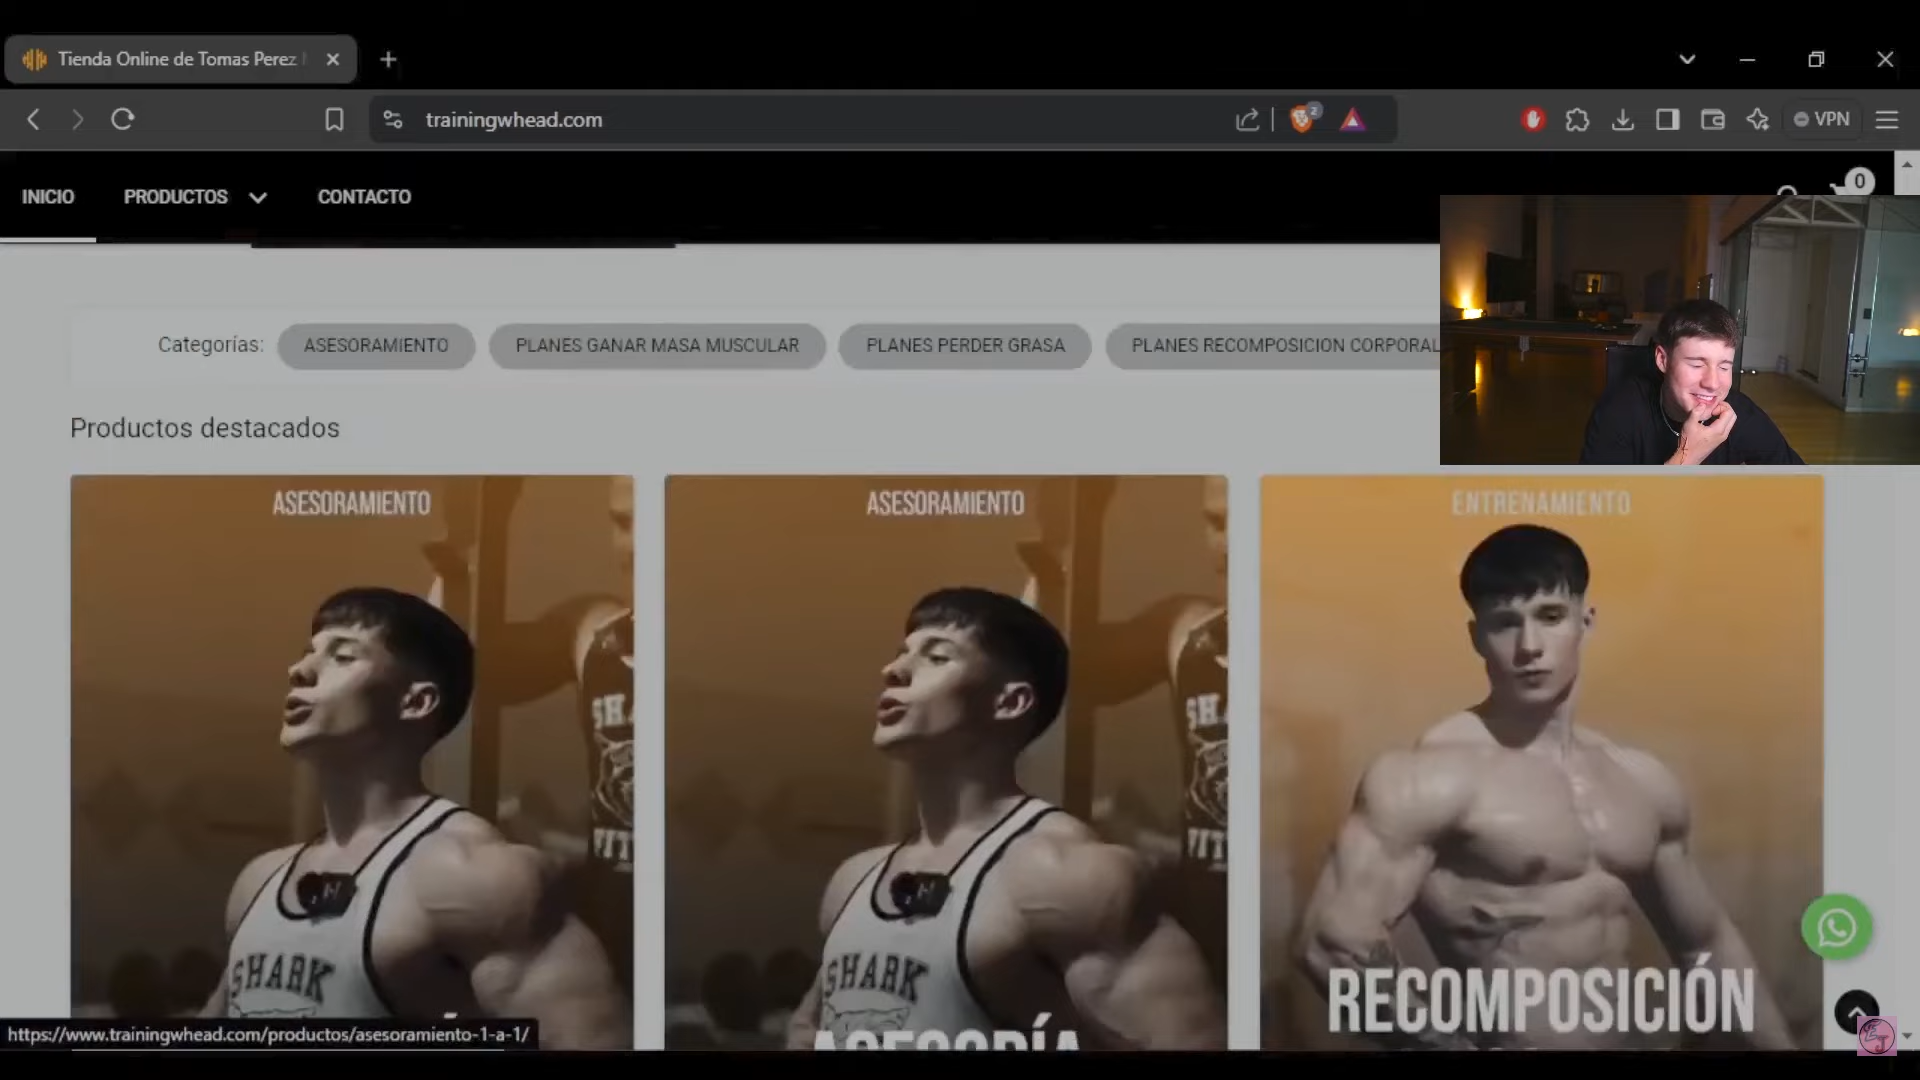 Tienda Online de Tomas Perez
trainingwhead.com
2
VPN
INICIO
PRODUCTOS
CONTACTO
0
Categorías:
ASESORAMIENTO
PLANES GANAR MASA MUSCULAR
PLANES PERDER GRASA
PLANES RECOMPOSICION CORPORAL
Productos destacados
ASESORAMIENTO
ASESORAMIENTO
ENTRENAMIENTO
SHARK
SHARK
RECOMPOSICIÓN
ASESORÍA
https://www.trainingwhead.com/productos/asesoramiento-1-a-1/